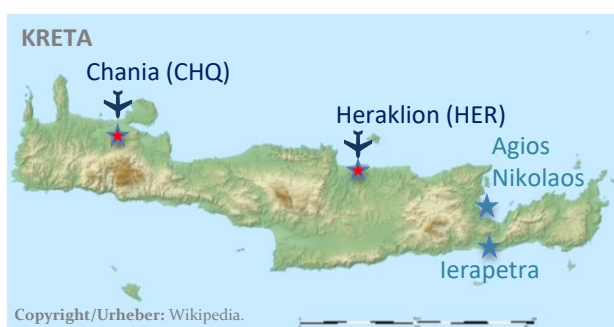 KRETA
Chania (CHQ)
Heraklion (HER)
Agios
Nikolaos
Ierapetra
Copyright/Urheber: Wikipedia.